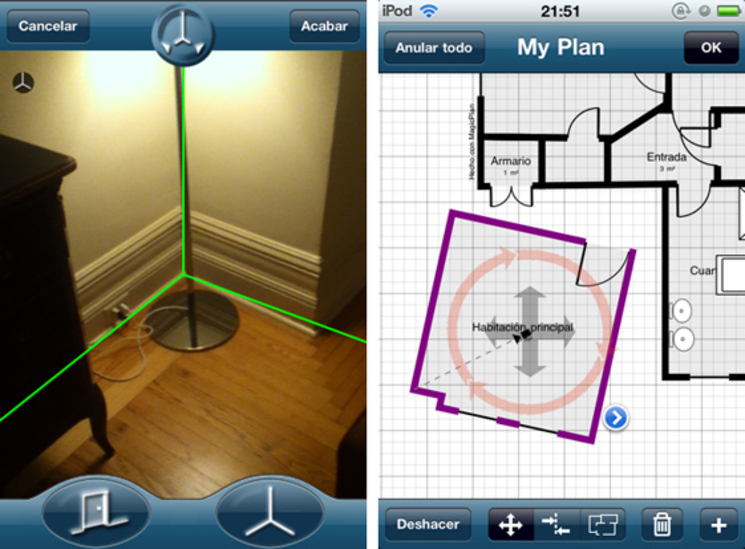 Cancelar
Acabar
iPod
21:51
Anular todo
My Plan
OK
Hecho con MagicPlan
Armario
1 m²
Entrada
3 m²
Cuar
Habitación principal
Deshacer